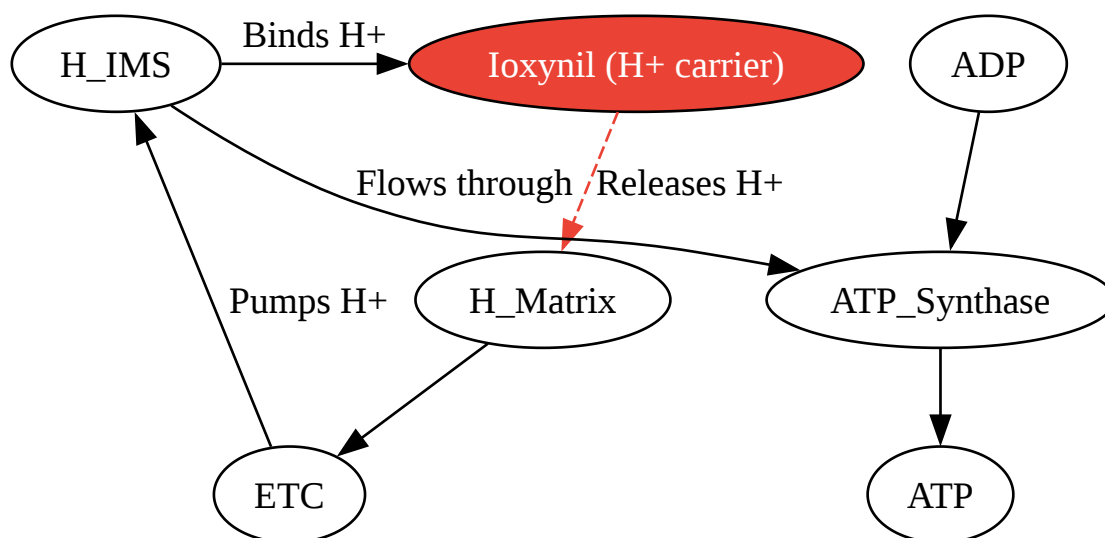 Binds H+
H_IMS
Ioxynil (H+ carrier)
ADP
Flows through
Releases H+
Pumps H+
H_Matrix
ATP_Synthase
ETC
ATP